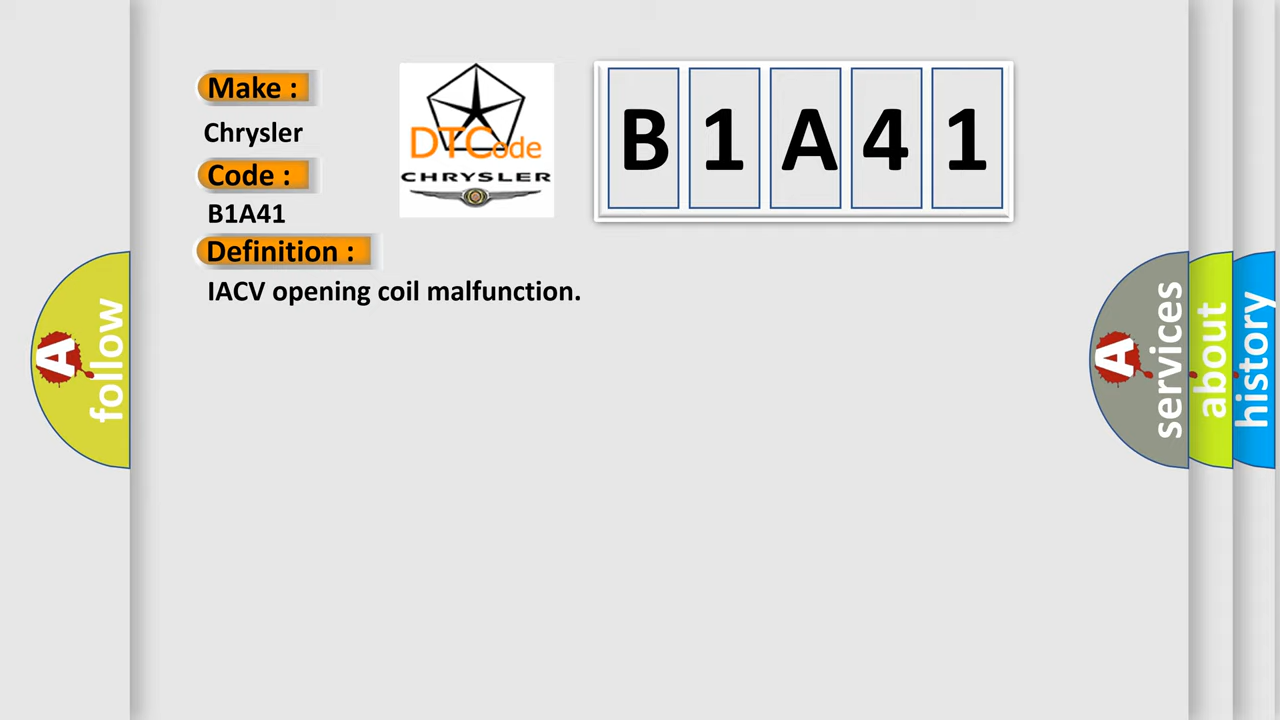 Make :
Chrysler
Code :
B1A41
Definition :
IACV opening coil malfunction.
DTCode
CHRYSLER
B 1 A 4 1
A follow
A services
about
history